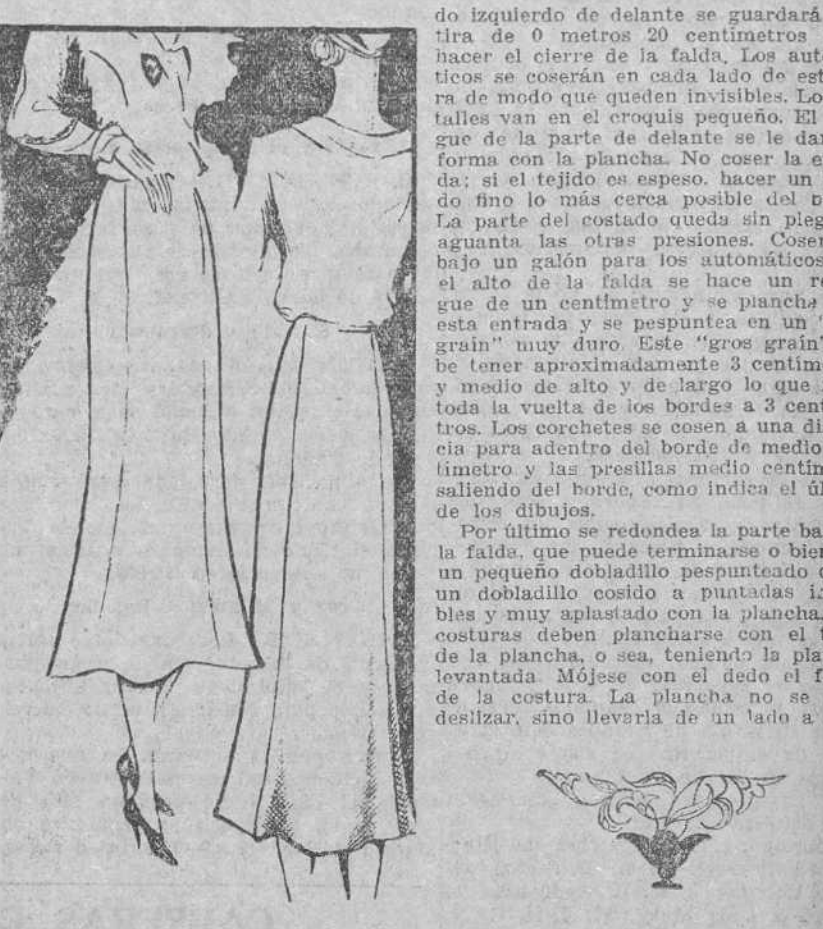 do izquierdo de delante se guardará
tira de 0 metros 20 centímetros
hacer el cierre de la falda. Los aut
ticos se coserán en cada lado de est
ra de modo que queden invisibles. Lo
talles van en el croquis pequeño. El
gue de la parte de delante se le da
forma con la plancha. No coser la e
da; si el tejido es espeso, hacer un
do fino lo más cerca posible del
La parte del costado queda sin pleg
aguanta las otras presiones. Coser
bajo un galón para los automáticos
el alto de la falda se hace un r
gue de un centímetro y se plancha
esta entrada y se pespuntea en un "
grain" muy duro. Este "gros grain"
be tener aproximadamente 3 centím
y medio de alto y de largo lo que
toda la vuelta de los bordes a 3 cent
tros. Los corchetes se cosen a una di
cia para adentro del borde de medio
tímetro y las presillas medio centím
saliendo del borde, como indica el úl
de los dibujos.
Por último se redondea la parte ba
la falda, que puede terminarse o bien
un pequeño dobladillo pespunteado
un dobladillo cosido a puntadas
bles y muy aplastado con la plancha.
costuras deben plancharse con el
de la plancha, o sea, teniendo la pla
levantada. Mójese con el dedo el f
de la costura. La plancha no se
deslizar, sino llevarla de un lado a